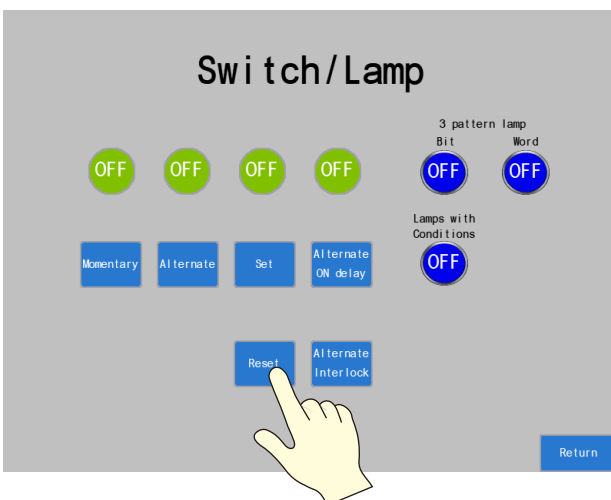 Switch/Lamp
3 pattern lamp
Bit Word
OFF OFF OFF OFF OFF OFF
Lamps with
Conditions
OFF
Momentary Alternate Set Alternate
ON delay
Reset Alternate
Interlock
Return